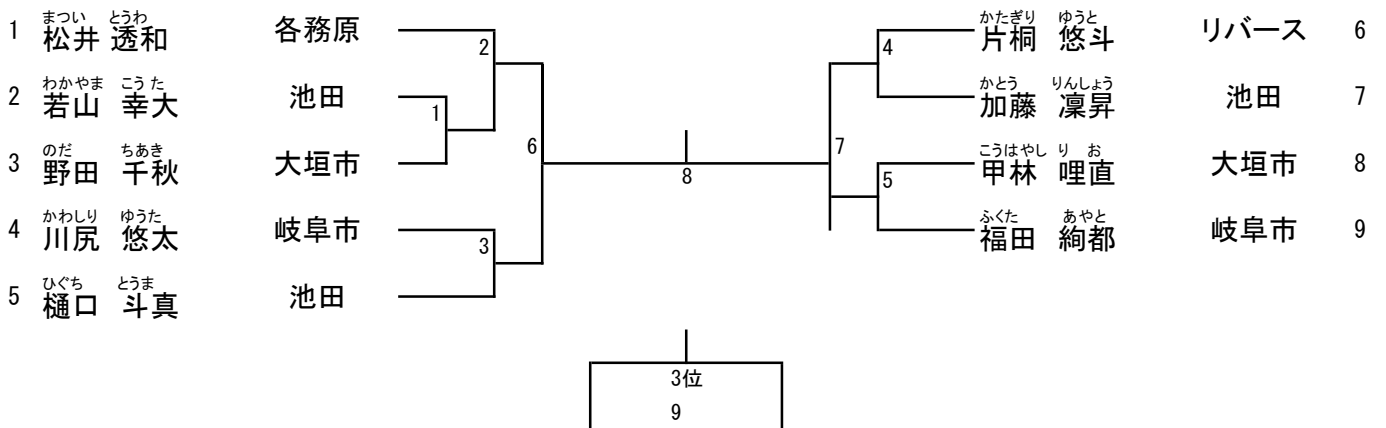 まつい とうわ
1 松井 透和 各務原
わかやま こうた
2 若山 幸大 池田
のだ ちあき
3 野田 千秋 大垣市
かわしり ゆうた
4 川尻 悠太 岐阜市
ひぐち とうま
5 樋口 斗真 池田
2
1
6
3
8
7
4
5
かたぎり ゆうと
片桐 悠斗 リバース 6
かとう りんしょう
加藤 凜昇 池田 7
こうはやし り お
甲林 哩直 大垣市 8
ふくた あやと
福田 絢都 岐阜市 9
3位
9